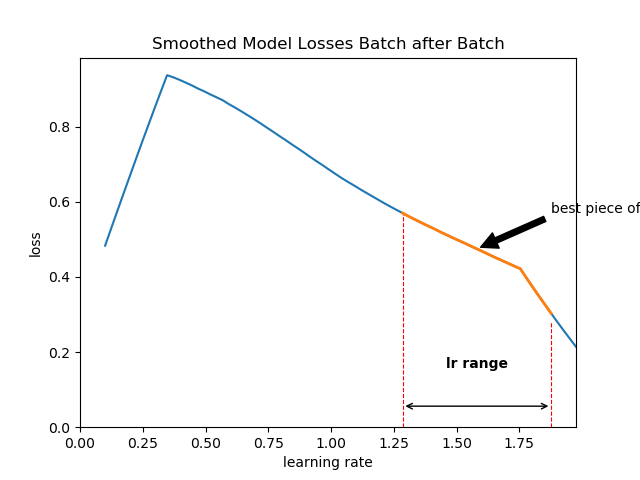 Smoothed Model Losses Batch after Batch
0.8
0.6
0.4
0.2
0.0
loss
best piece of
lr range
0.00 0.25 0.50 0.75 1.00 1.25 1.50 1.75
learning rate